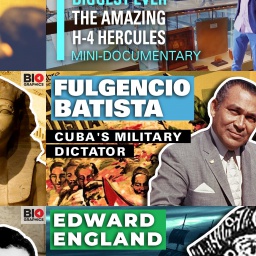 BIGGEST EVER
THE AMAZING
H-4 HERCULES
MINI-DOCUMENTARY
BIO
GRAPHICS
FULGENCIO
BATISTA
CUBA'S MILITARY
DICTATOR
BIO
GRAPHICS
EDWARD
ENGLAND